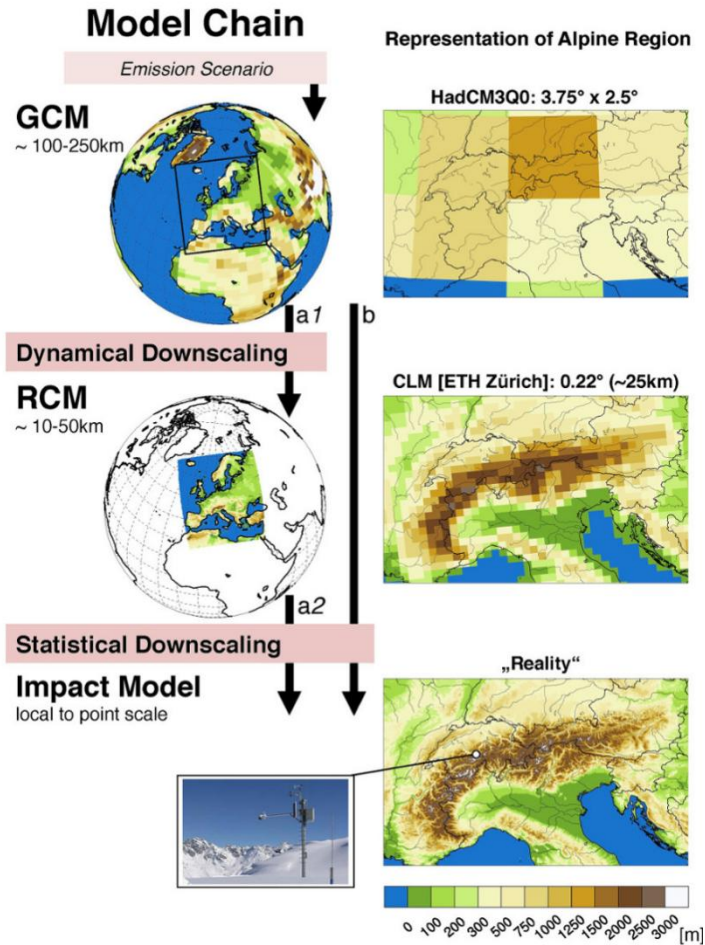 Model Chain
Emission Scenario
GCM
~ 100-250km
a1
b
Dynamical Downscaling
RCM
~ 10-50km
a2
Statistical Downscaling
Impact Model
local to point scale
Representation of Alpine Region
HadCM3Q0: 3.75° x 2.5°
CLM [ETH Zürich]: 0.22° (~25km)
„Reality“
0 100 200 300 500 750 1000 1250 1500 2000 2500 3000 [m]